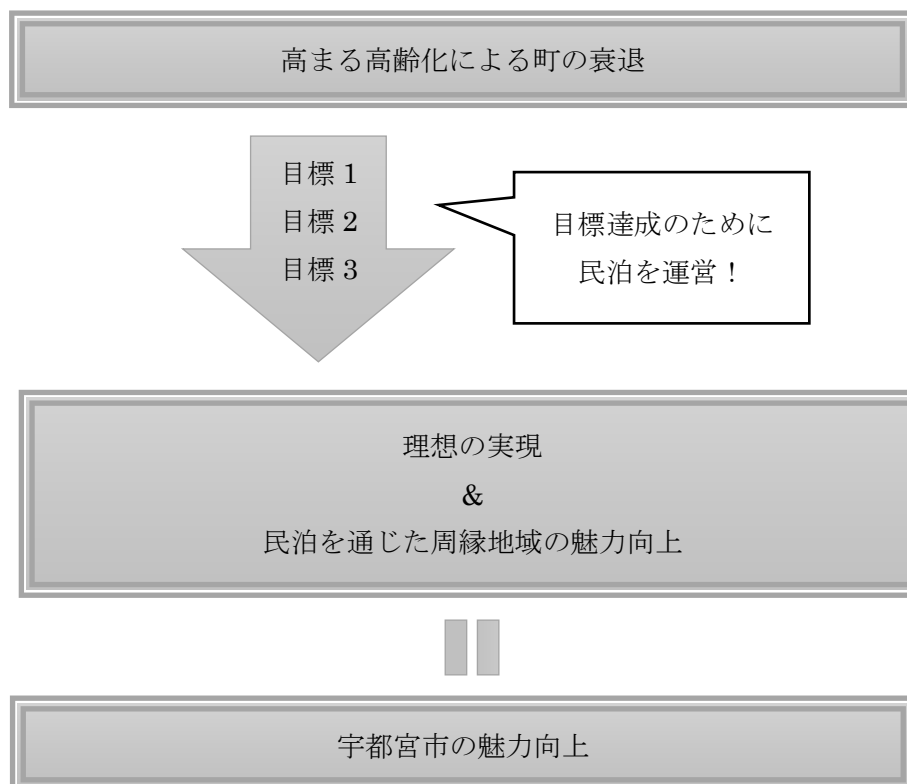 高まる高齢化による町の衰退
目標 1
目標 2
目標 3
目標達成のために
民泊を運営！
理想の実現
&
民泊を通じた周縁地域の魅力向上
宇都宮市の魅力向上